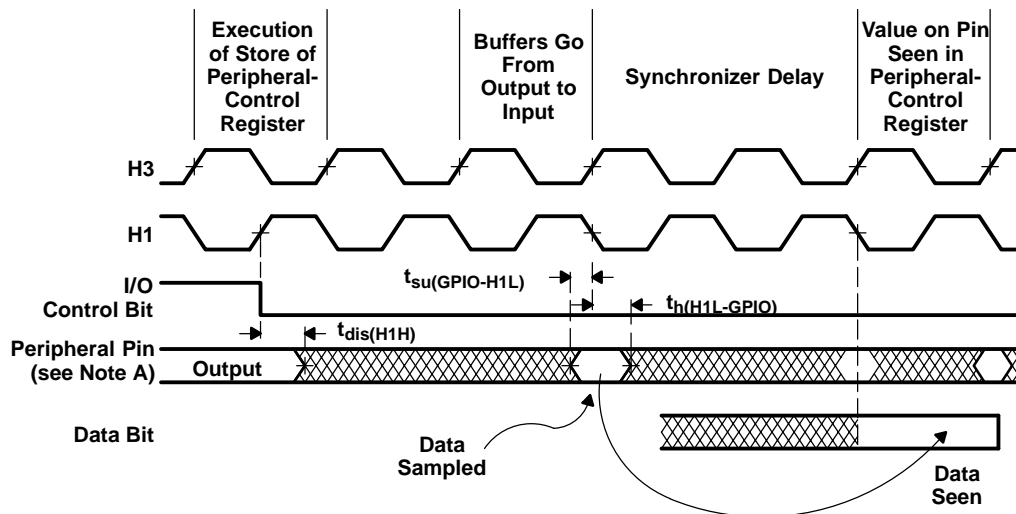 Execution
of Store of
Peripheral-
Control
Register
Buffers Go
From
Output to
Input
Synchronizer Delay
Value on Pin
Seen in
Peripheral-
Control
Register
H3
H1
I/O
Control Bit
tsu(GPIO-H1L)
th(H1L-GPIO)
tdis(H1H)
Peripheral Pin
(see Note A)
Output
Data Bit
Data
Sampled
Data
Seen